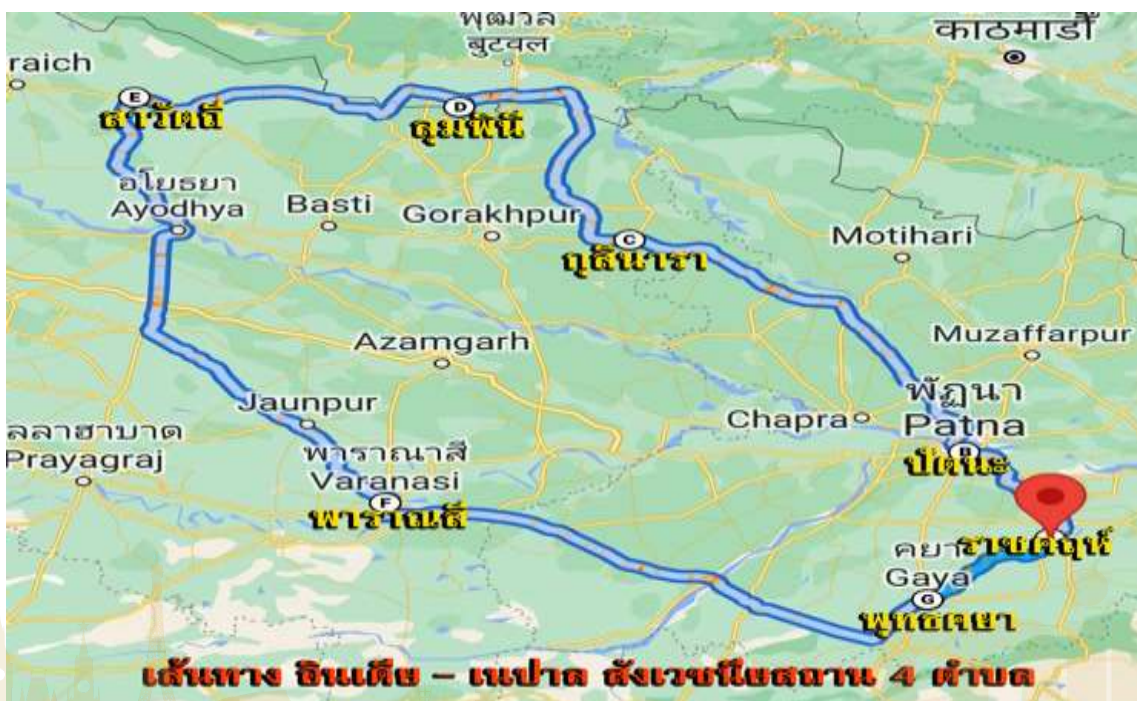 พุฒวัล
बुटवल
काठमाडौँ
raich
E
สาวัตถี
D
ลุมพินี
อโยธยา
Ayodhya
Basti
Gorakhpur
C
กุสินารา
Motihari
Azamgarh
Muzaffarpur
พัฏนา
Patna
Chapra
B
ปัตนะ
Jaunpur
ลลาฮาบาด
Prayagraj
พาราณาสี
Varanasi
F
พาราณสี
ราชคฤห์
คยา
Gaya
G
พุทธคยา
เส้นทาง อินเดีย – เนปาล สังเวชนียสถาน 4 ตำบล